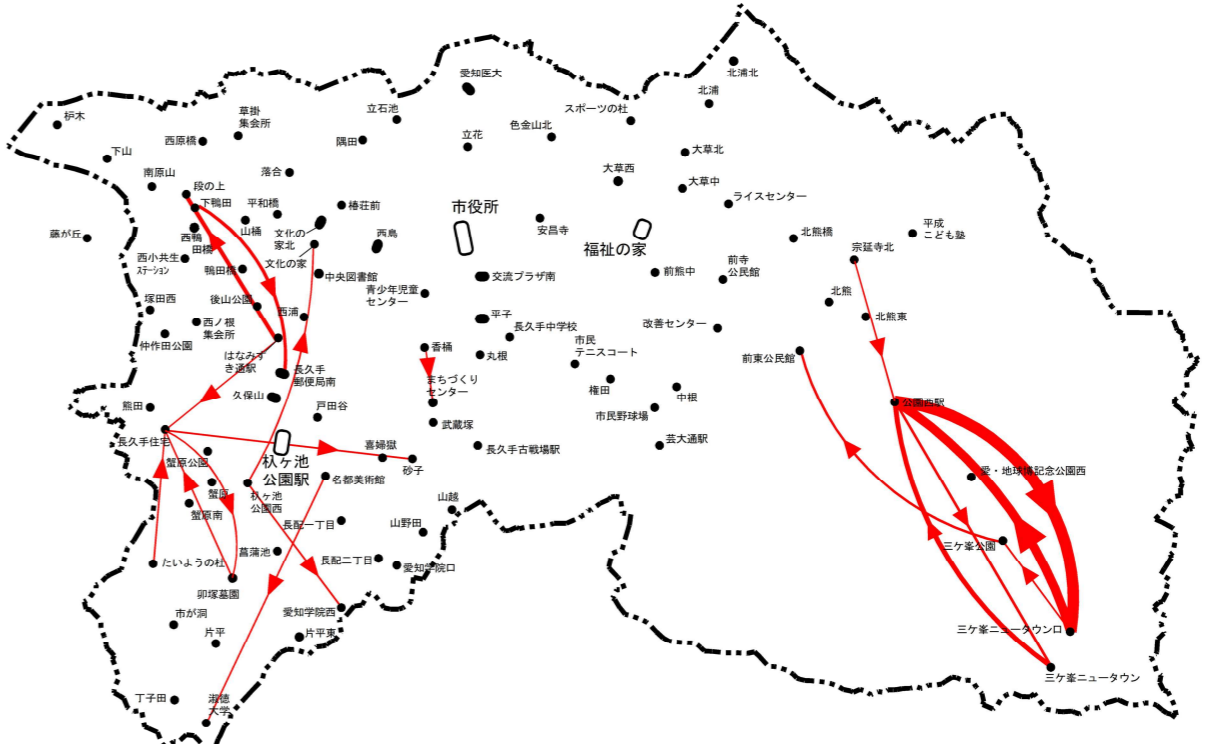 北浦北
愛知医大
北浦
草掛
集会所
立石池
スポーツの杜
枦木
西原橋
隅田
立花
色金山北
下山
大草北
南原山
落合
大草西
大草中
段の上
下鴨田
平和橋
椿荘前
市役所
ライスセンター
西鴨
田橋
山桶
文化の
家北
西島
安昌寺
福祉の家
北熊橋
平成
こども塾
藤が丘
宗延寺北
西小共生
ステーション
鴨田橋
文化の家
中央図書館
交流プラザ南
前熊中
前寺
公民館
青少年児童
センター
塚田西
後山公園
西浦
北熊
西ノ根
集会所
平子
長久手中学校
改善センター
北熊東
仲作田公園
はなみず
き通駅
香桶
丸根
市民
テニスコート
前東公民館
長久手
郵便局南
まちづくり
センター
権田
中根
久保山
熊田
戸田谷
市民野球場
公園西駅
武蔵塚
長久手住宅
喜婦嶽
長久手古戦場駅
芸大通駅
蟹原公園
杁ヶ池
公園駅
砂子
愛・地球博記念公園西
蟹原
杁ヶ池
公園西
名都美術館
蟹原南
山越
長配一丁目
山野田
三ケ峯公園
菖蒲池
たいようの杜
長配二丁目
愛知学院口
卯塚墓園
市が洞
愛知学院西
片平
片平東
三ケ峯ニュータウン口
三ケ峯ニュータウン
丁子田
淑徳
大学